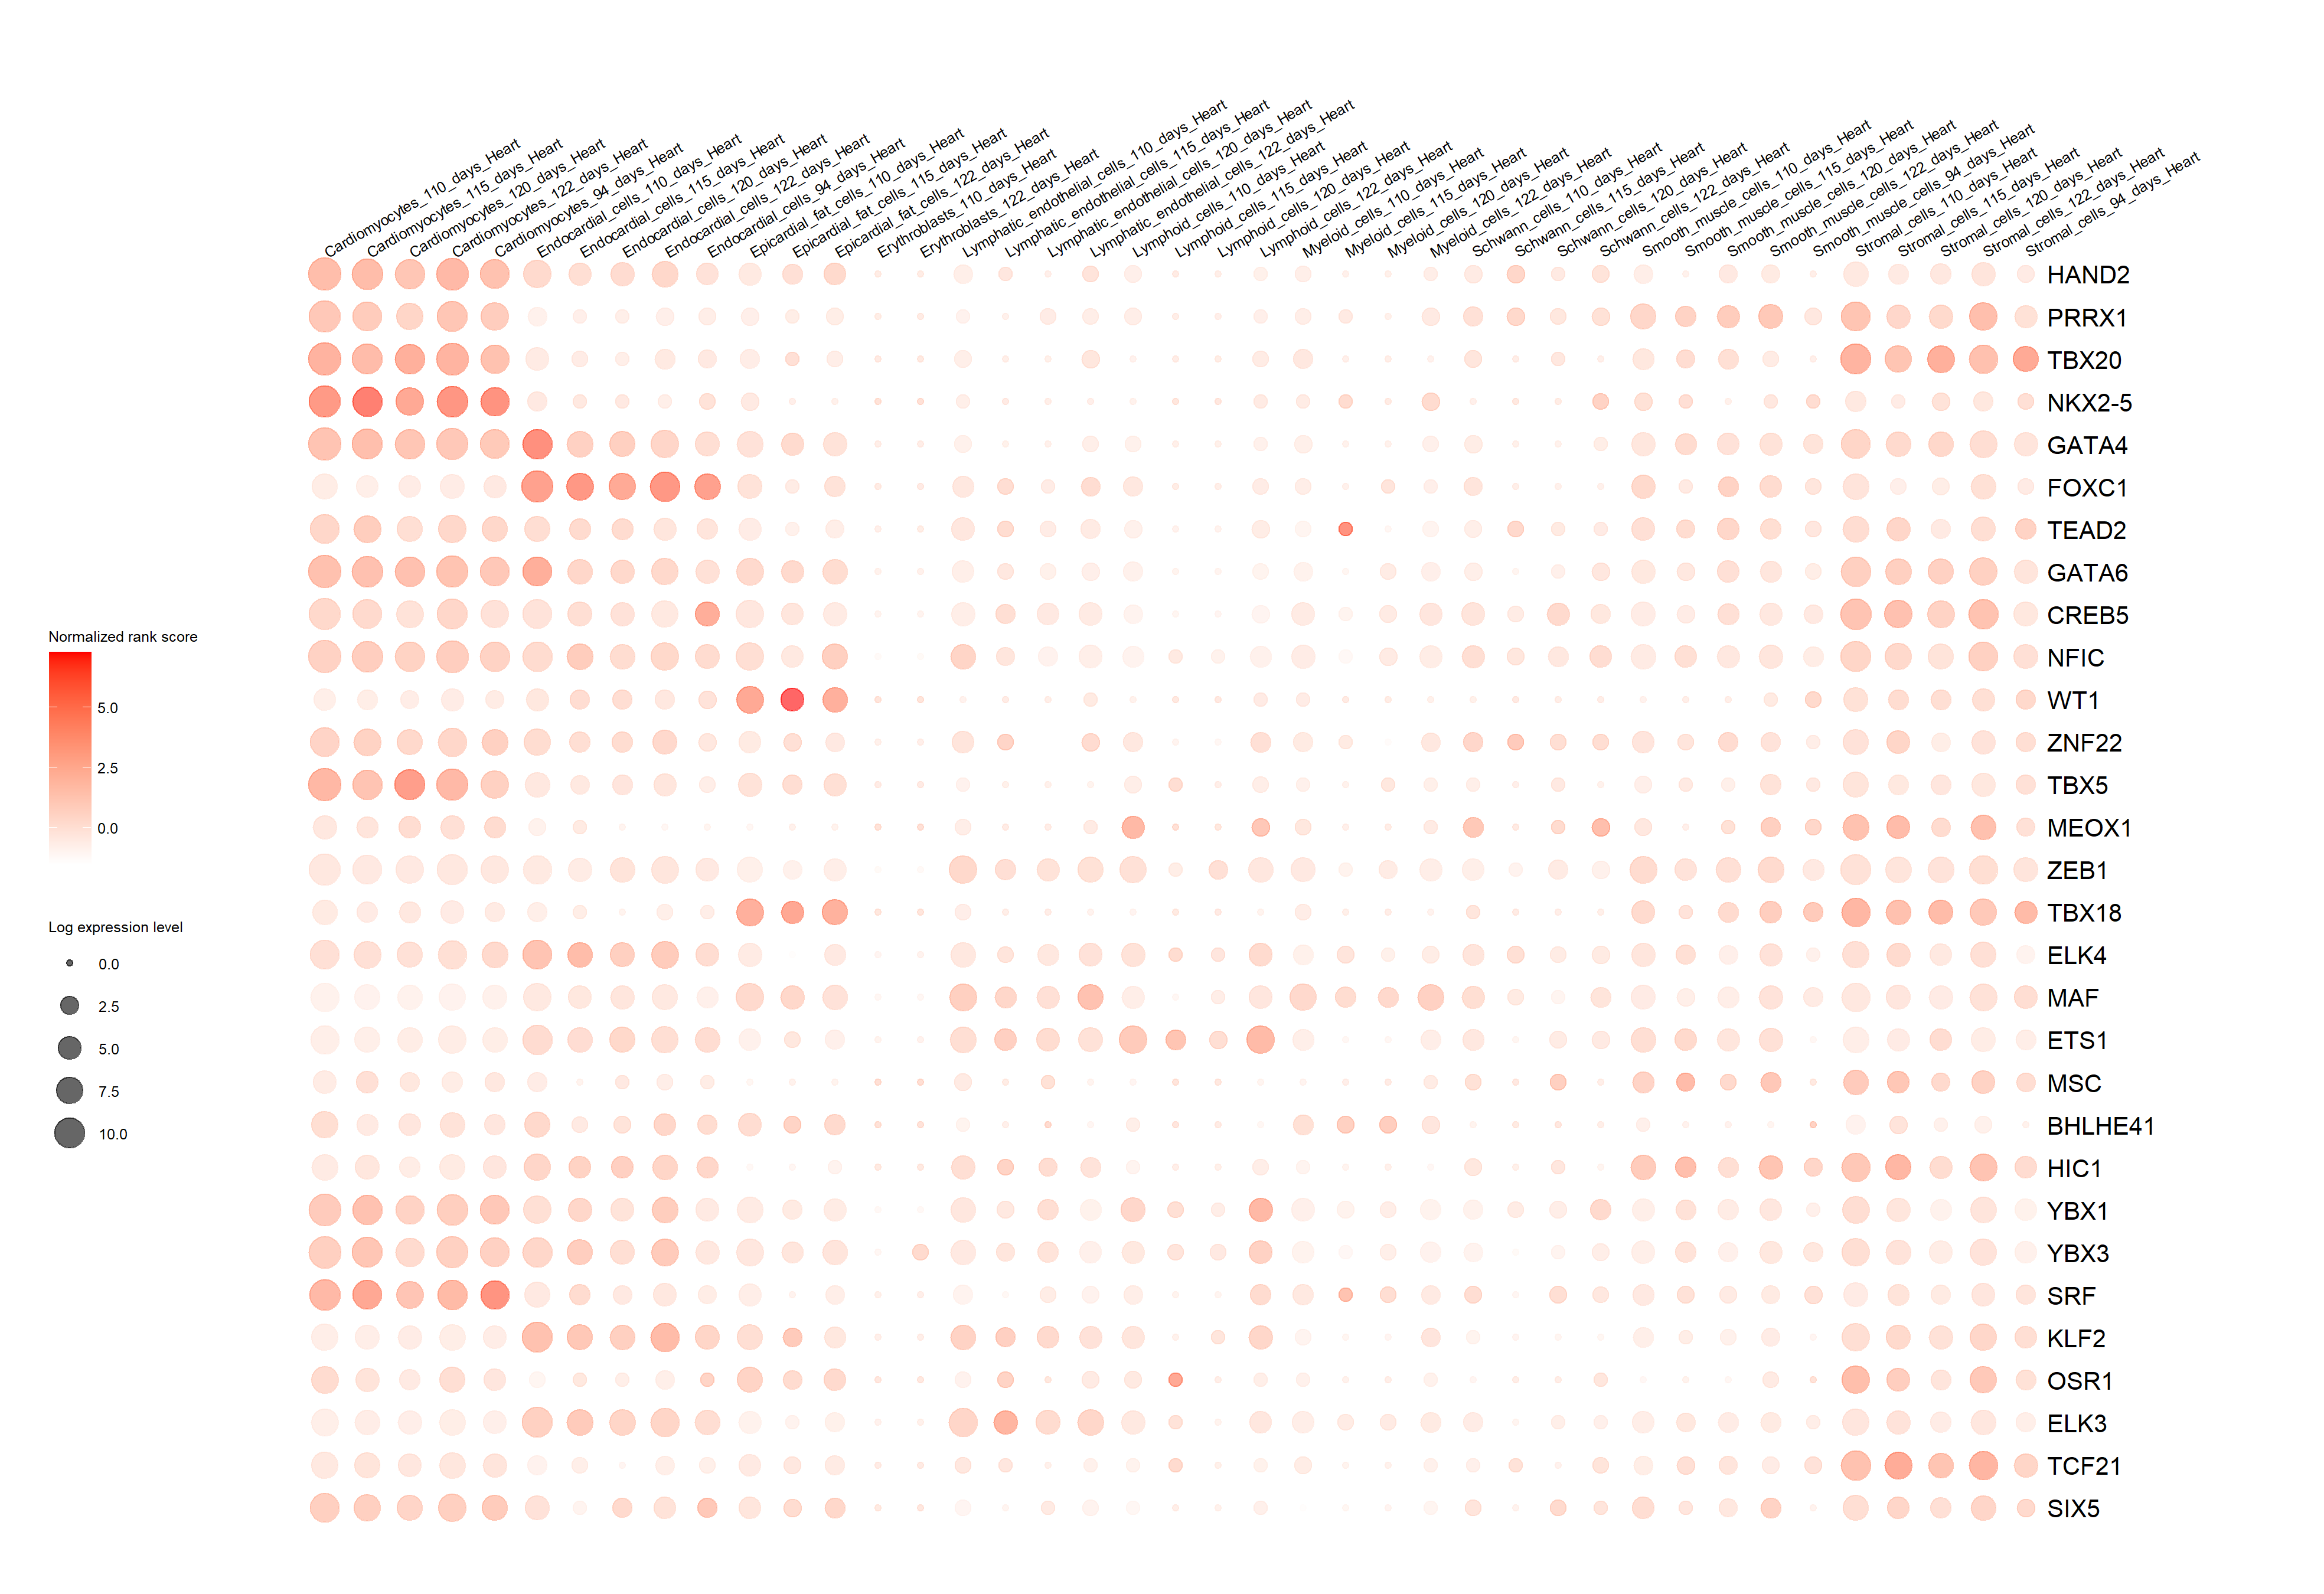 Cardiomyocytes_110_days_Heart
Cardiomyocytes_115_days_Heart
Cardiomyocytes_120_days_Heart
Cardiomyocytes_122_days_Heart
Cardiomyocytes_94_days_Heart
Endocardial_cells_110_days_Heart
Endocardial_cells_115_days_Heart
Endocardial_cells_120_days_Heart
Endocardial_cells_122_days_Heart
Endocardial_cells_94_days_Heart
Epicardial_fat_cells_110_days_Heart
Epicardial_fat_cells_115_days_Heart
Epicardial_fat_cells_122_days_Heart
Erythroblasts_110_days_Heart
Erythroblasts_122_days_Heart
Lymphatic_endothelial_cells_110_days_Heart
Lymphatic_endothelial_cells_115_days_Heart
Lymphatic_endothelial_cells_120_days_Heart
Lymphatic_endothelial_cells_122_days_Heart
Lymphoid_cells_110_days_Heart
Lymphoid_cells_115_days_Heart
Lymphoid_cells_120_days_Heart
Lymphoid_cells_122_days_Heart
Myeloid_cells_110_days_Heart
Myeloid_cells_115_days_Heart
Myeloid_cells_120_days_Heart
Myeloid_cells_122_days_Heart
Schwann_cells_110_days_Heart
Schwann_cells_115_days_Heart
Schwann_cells_120_days_Heart
Schwann_cells_122_days_Heart
Smooth_muscle_cells_110_days_Heart
Smooth_muscle_cells_115_days_Heart
Smooth_muscle_cells_120_days_Heart
Smooth_muscle_cells_122_days_Heart
Smooth_muscle_cells_94_days_Heart
Stromal_cells_110_days_Heart
Stromal_cells_115_days_Heart
Stromal_cells_120_days_Heart
Stromal_cells_122_days_Heart
Stromal_cells_94_days_Heart
HAND2
PRRX1
TBX20
NKX2-5
GATA4
FOXC1
TEAD2
GATA6
CREB5
NFIC
WT1
ZNF22
TBX5
MEOX1
ZEB1
TBX18
ELK4
MAF
ETS1
MSC
BHLHE41
HIC1
YBX1
YBX3
SRF
KLF2
OSR1
ELK3
TCF21
SIX5
Normalized rank score
5.0
2.5
0.0
Log expression level
0.0
2.5
5.0
7.5
10.0